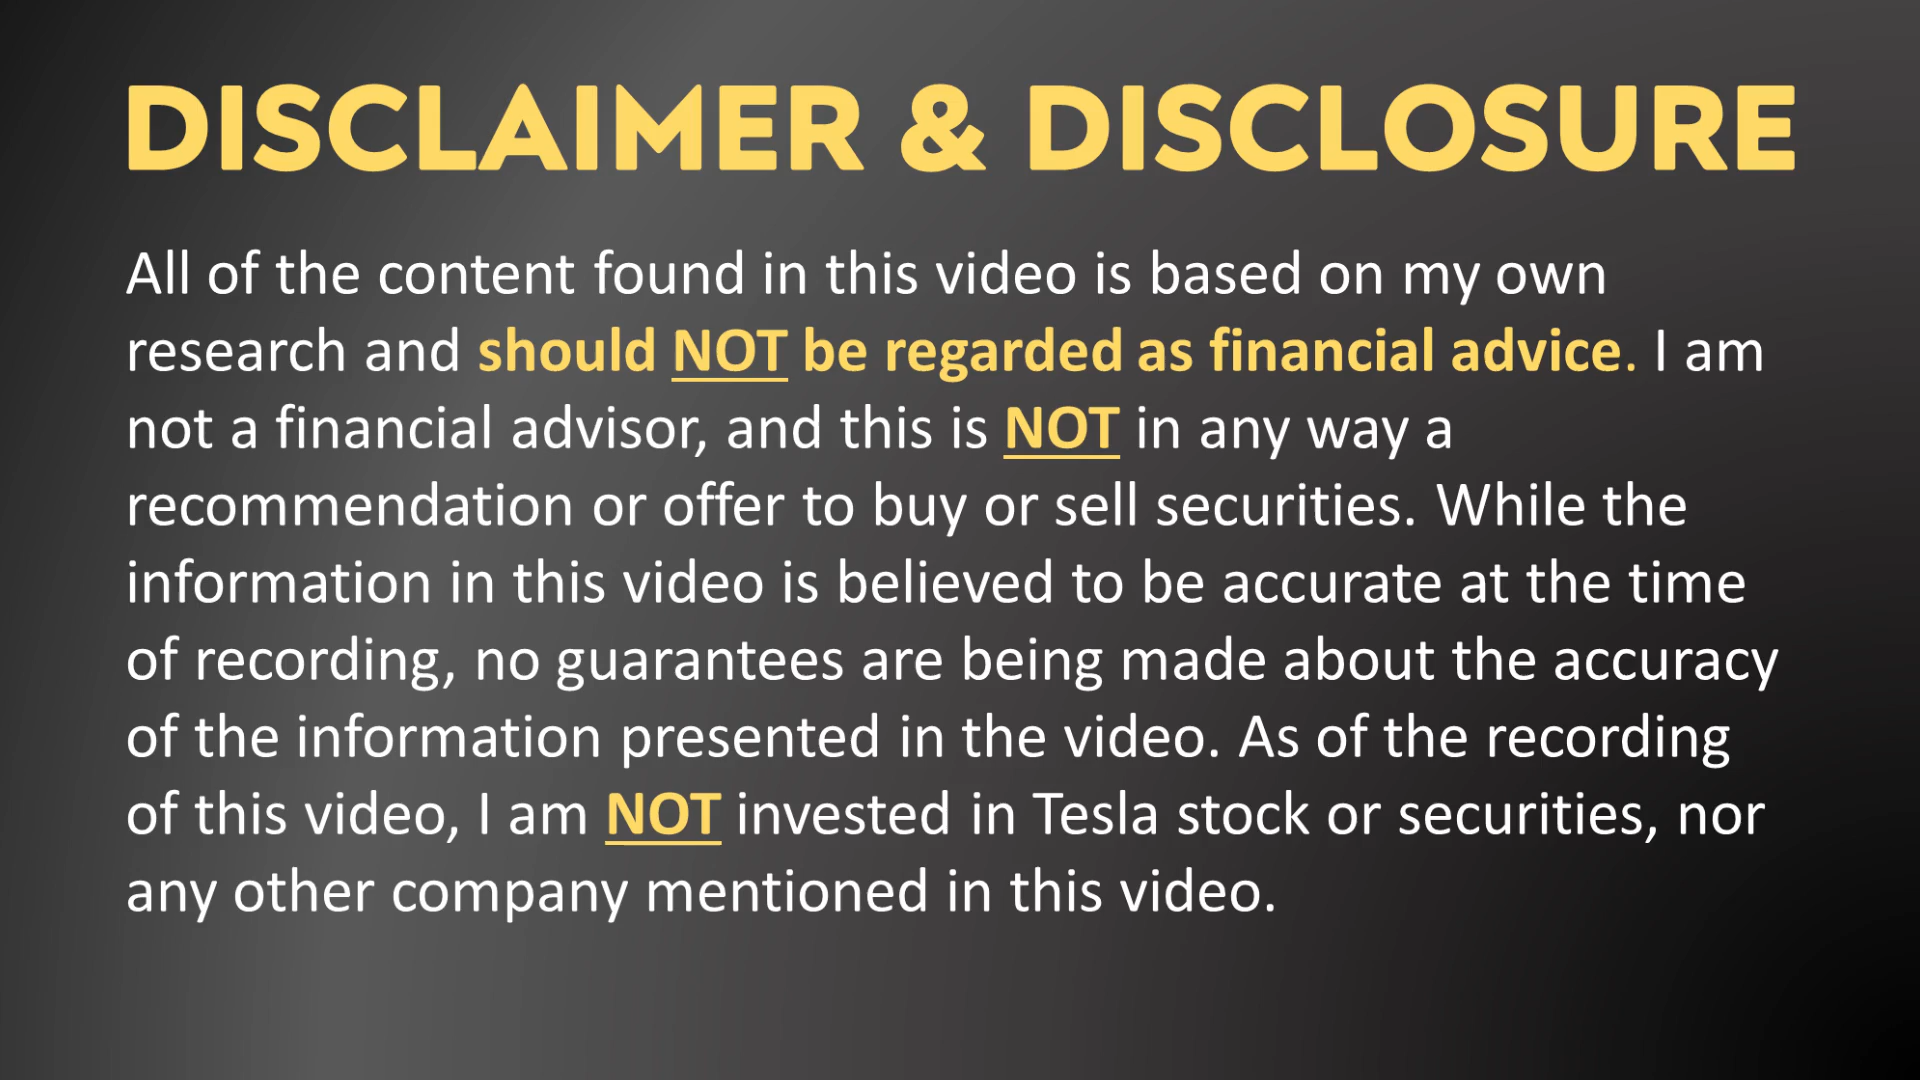 DISCLAIMER & DISCLOSURE
All of the content found in this video is based on my own
research and should NOT be regarded as financial advice. I am
not a financial advisor, and this is NOT in any way a
recommendation or offer to buy or sell securities. While the
information in this video is believed to be accurate at the time
of recording, no guarantees are being made about the accuracy
of the information presented in the video. As of the recording
of this video, I am NOT invested in Tesla stock or securities, nor
any other company mentioned in this video.